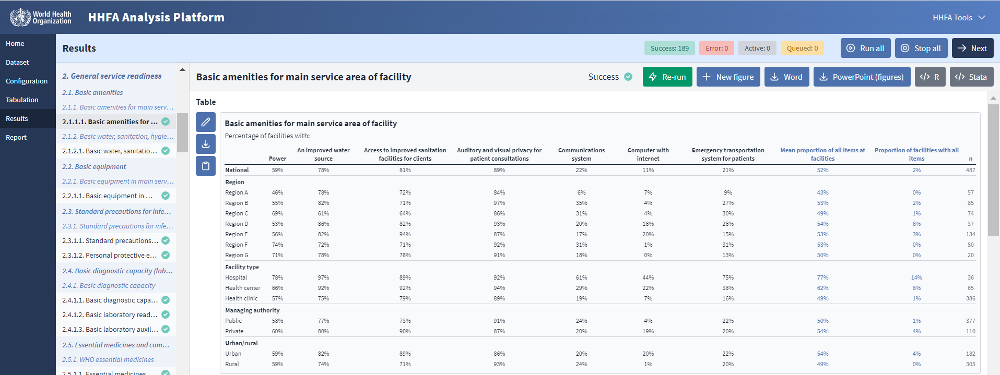 World Health
Organization
HHFA Analysis Platform
HHFA Tools
Home
Dataset
Configuration
Tabulation
Results
Report
Results
Success: 189 Error: 0 Active: 0 Queued: 0 Run all Stop all Next
2. General service readiness
2.1. Basic amenities
2.1.1. Basic amenities for main serv...
2.1.1.1. Basic amenities for ...
2.1.2. Basic water, sanitation, hygie...
2.1.2.1. Basic water, sanitatio...
2.2. Basic equipment
2.2.1. Basic equipment in main serv...
2.2.1.1. Basic equipment in ...
2.3. Standard precautions for infe...
2.3.1. Standard precautions for infe...
2.3.1.1. Standard precautions...
2.3.1.2. Personal protective e...
2.4. Basic diagnostic capacity (lab...
2.4.1. Basic diagnostic capacity
2.4.1.1. Basic diagnostic capa...
2.4.1.2. Basic laboratory read...
2.4.1.3. Basic laboratory auxil...
2.5. Essential medicines and com...
2.5.1. WHO essential medicines
2.5.1.1. Essential medicines
Basic amenities for main service area of facility
Success Re-run New figure Word PowerPoint (figures) </> R </> Stata
Table
Basic amenities for main service area of facility
Percentage of facilities with:
Power An improved water source Access to improved sanitation facilities for clients Auditory and visual privacy for patient consultations Communications system Computer with internet Emergency transportation system for patients Mean proportion of all items at facilities Proportion of facilities with all items n
National 59% 78% 81% 89% 22% 11% 21% 52% 2% 487
Region
Region A 46% 78% 72% 84% 6% 7% 9% 43% 0% 57
Region B 55% 82% 71% 97% 35% 4% 27% 53% 2% 85
Region C 69% 61% 64% 86% 31% 4% 30% 49% 1% 74
Region D 53% 86% 82% 93% 20% 16% 26% 54% 6% 37
Region E 56% 82% 94% 87% 17% 20% 15% 53% 3% 134
Region F 74% 72% 71% 92% 31% 1% 31% 53% 0% 80
Region G 71% 78% 78% 91% 18% 0% 13% 50% 0% 20
Facility type
Hospital 78% 97% 89% 92% 61% 44% 75% 77% 14% 36
Health center 66% 92% 92% 94% 29% 22% 38% 62% 8% 65
Health clinic 57% 75% 79% 89% 19% 7% 16% 49% 1% 386
Managing authority
Public 58% 77% 73% 91% 24% 4% 22% 50% 1% 377
Private 60% 80% 90% 87% 20% 19% 20% 54% 4% 110
Urban/rural
Urban 59% 82% 89% 86% 20% 20% 22% 54% 4% 182
Rural 59% 74% 71% 93% 24% 1% 20% 49% 0% 305